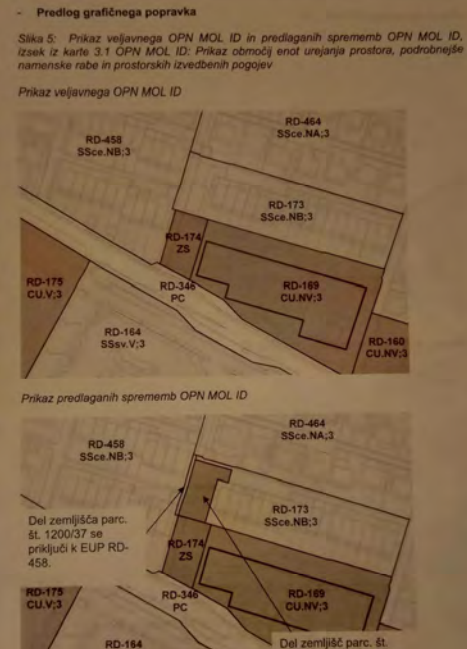 - Predlog grafičnega popravka
Slika 5: Prikaz veljavnega OPN MOL ID in predlaganih sprememb OPN MOL ID,
izsek iz karte 3.1 OPN MOL ID: Prikaz območij enot urejanja prostora, podrobnejše
namenske rabe in prostorskih izvedbenih pogojev
Prikaz veljavnega OPN MOL ID
RD-464
SSce.NA;3
RD-458
SSce.NB;3
RD-173
SSce.NB;3
RD-174
ZS
RD-175
CU.V;3
RD-346
PC
RD-169
CU.NV;3
RD-164
SSsv.V;3
RD-160
CU.NV;3
Prikaz predlaganih sprememb OPN MOL ID
RD-464
SSce.NA;3
RD-458
SSce.NB;3
RD-173
SSce.NB;3
Del zemljišča parc.
št. 1200/37 se
priključi k EUP RD-
458.
RD-174
ZS
RD-175
CU.V;3
RD-346
PC
RD-169
CU.NV;3
RD-164
Del zemljišč parc. št.